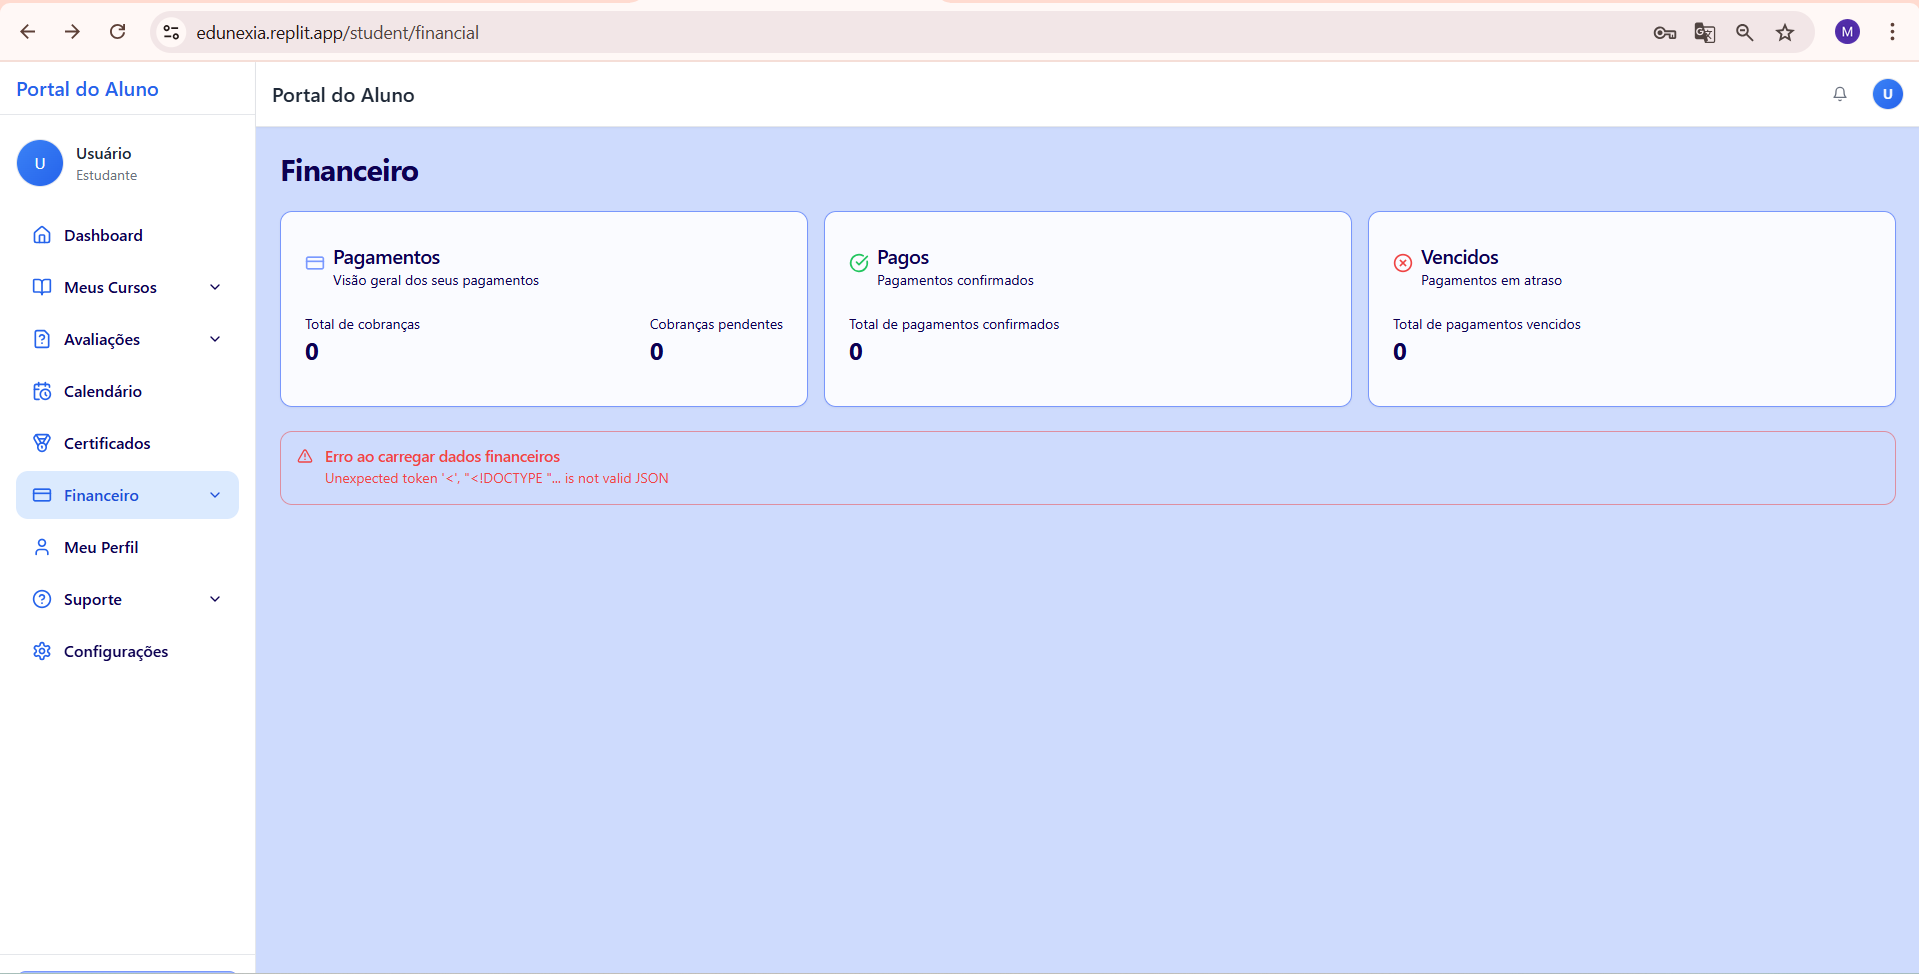 edunexia.replit.app/student/financial
M
Portal do Aluno
Portal do Aluno
U
U
Usuário
Estudante
Dashboard
Meus Cursos
Avaliações
Calendário
Certificados
Financeiro
Meu Perfil
Suporte
Configurações
Financeiro
Pagamentos
Visão geral dos seus pagamentos
Total de cobranças
0
Cobranças pendentes
0
Pagos
Pagamentos confirmados
Total de pagamentos confirmados
0
Vencidos
Pagamentos em atraso
Total de pagamentos vencidos
0
Erro ao carregar dados financeiros
Unexpected token '<', "<!DOCTYPE "... is not valid JSON